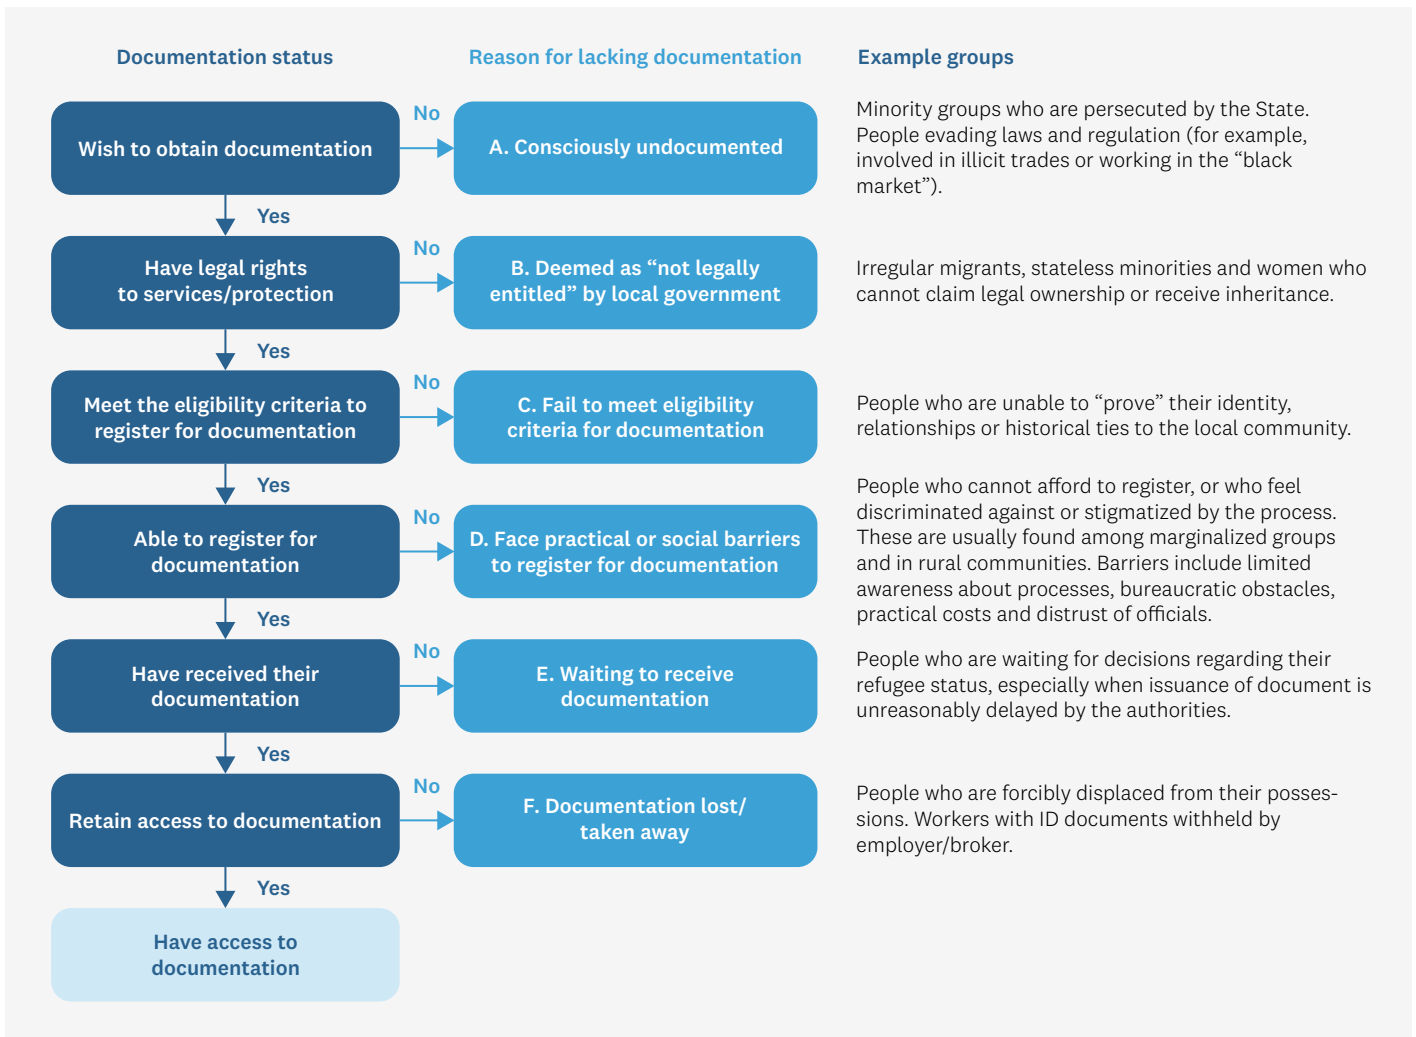 Documentation status
Reason for lacking documentation
Example groups
Wish to obtain documentation
No
A. Consciously undocumented
Minority groups who are persecuted by the State.
People evading laws and regulation (for example,
involved in illicit trades or working in the “black
market”).
Yes
Have legal rights
to services/protection
No
B. Deemed as “not legally
entitled” by local government
Irregular migrants, stateless minorities and women who
cannot claim legal ownership or receive inheritance.
Yes
Meet the eligibility criteria to
register for documentation
No
C. Fail to meet eligibility
criteria for documentation
People who are unable to “prove” their identity,
relationships or historical ties to the local community.
Yes
Able to register for
documentation
No
D. Face practical or social barriers
to register for documentation
People who cannot afford to register, or who feel
discriminated against or stigmatized by the process.
These are usually found among marginalized groups
and in rural communities. Barriers include limited
awareness about processes, bureaucratic obstacles,
practical costs and distrust of officials.
Yes
Have received their
documentation
No
E. Waiting to receive
documentation
People who are waiting for decisions regarding their
refugee status, especially when issuance of document is
unreasonably delayed by the authorities.
Yes
Retain access to documentation
No
F. Documentation lost/
taken away
People who are forcibly displaced from their posses-
sions. Workers with ID documents withheld by
employer/broker.
Yes
Have access to
documentation